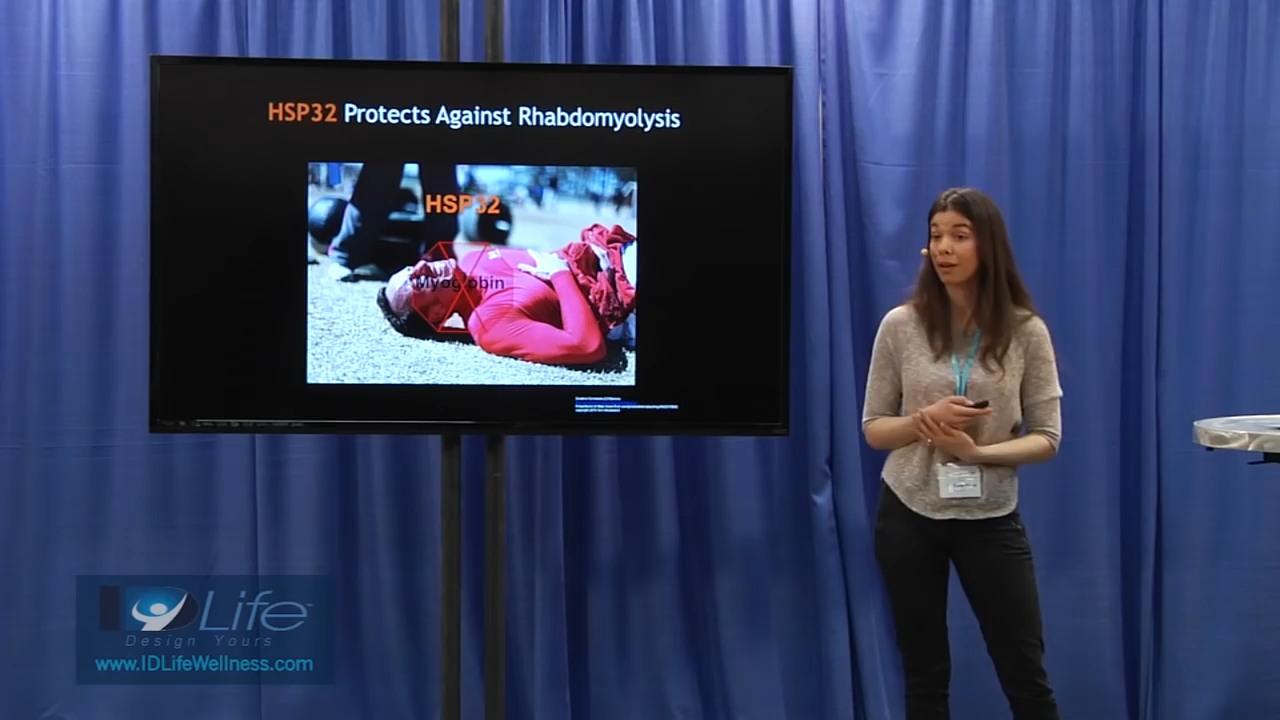 HSP32 Protects Against Rhabdomyolysis
HSP32
Myoglobin
IDLife
Design Yours
www.IDLifeWellness.com